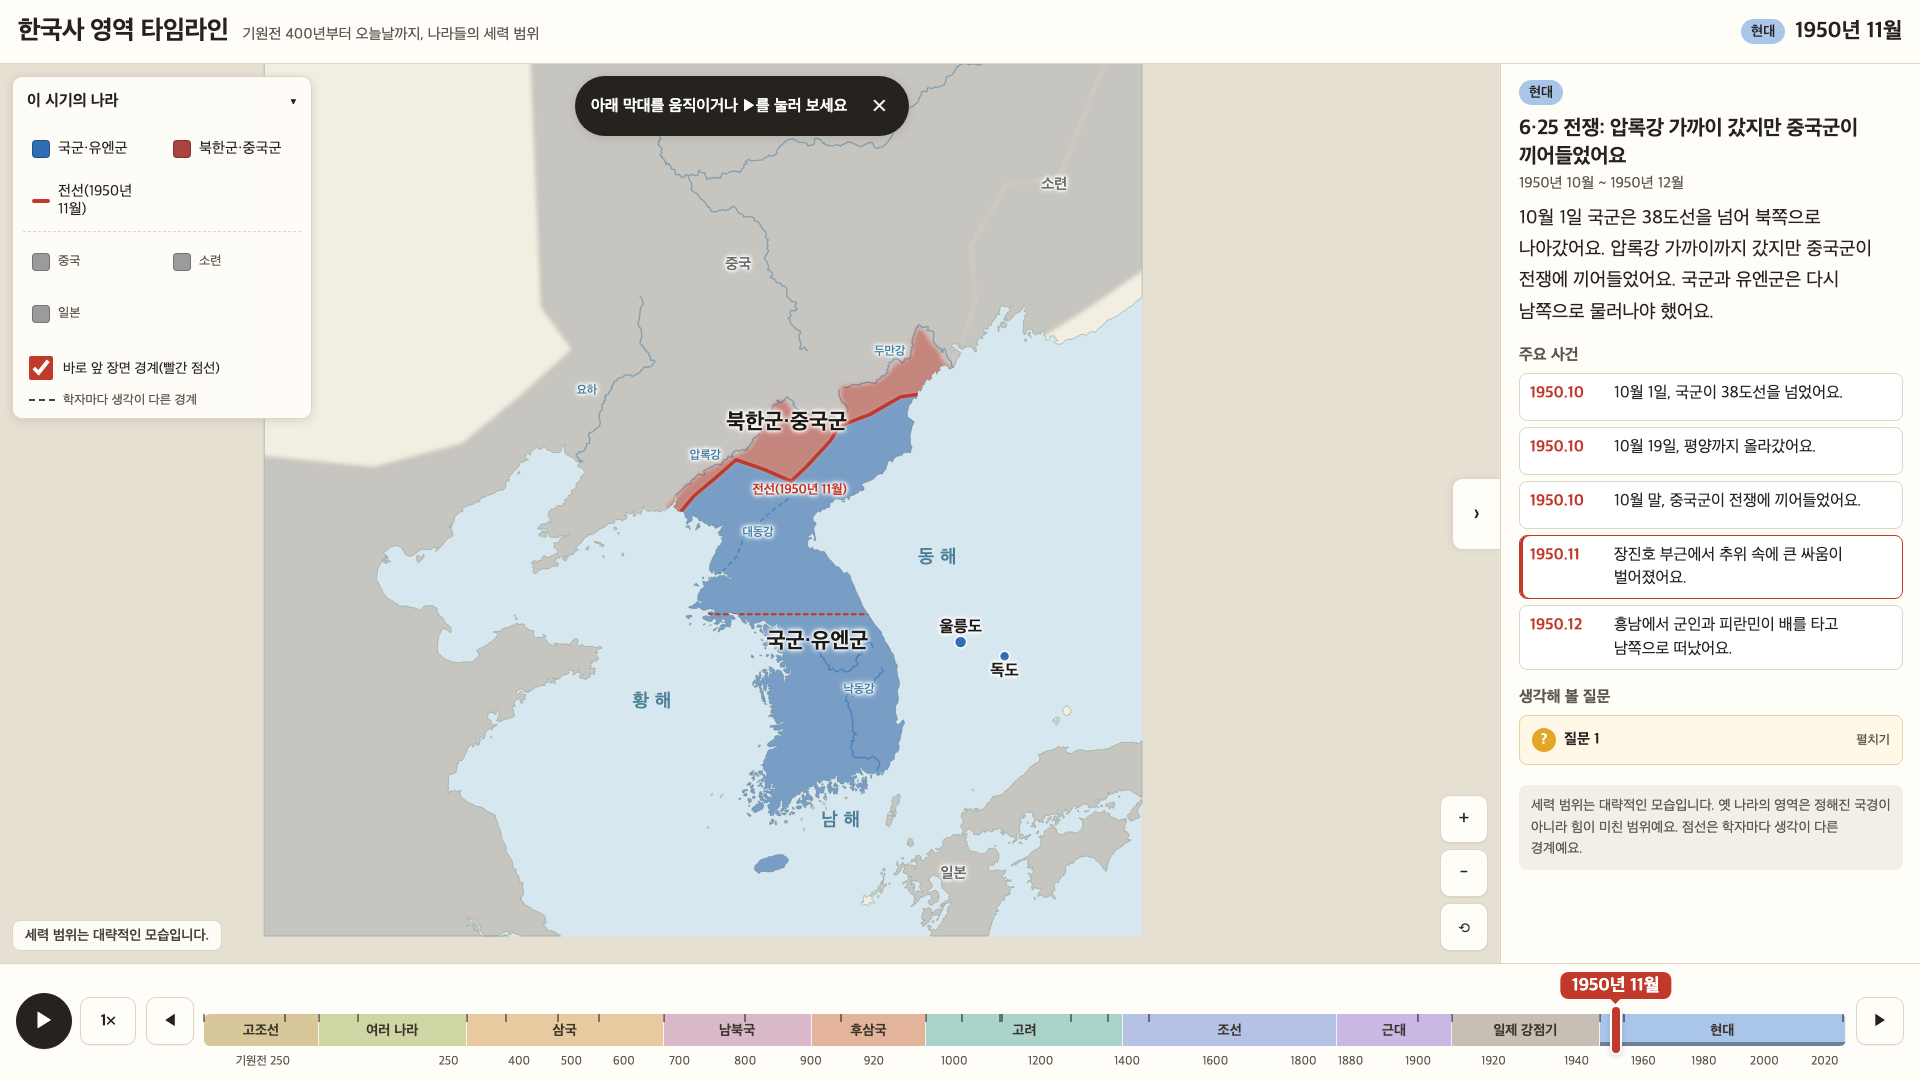 한국사 영역 타임라인
기원전 400년부터 오늘날까지, 나라들의 세력 범위
현대
1950년 11월
이 시기의 나라
▾
국군·유엔군
북한군·중국군
전선(1950년
11월)
중국
소련
일본
바로 앞 장면 경계(빨간 점선)
학자마다 생각이 다른 경계
아래 막대를 움직이거나 ▶를 눌러 보세요
✕
소련
중국
두만강
요하
북한군·중국군
압록강
전선(1950년 11월)
대동강
동 해
울릉도
국군·유엔군
독도
낙동강
황 해
남 해
일본
›
+
−
⟲
세력 범위는 대략적인 모습입니다.
현대
6·25 전쟁: 압록강 가까이 갔지만 중국군이
끼어들었어요
1950년 10월 ~ 1950년 12월
10월 1일 국군은 38도선을 넘어 북쪽으로
나아갔어요. 압록강 가까이까지 갔지만 중국군이
전쟁에 끼어들었어요. 국군과 유엔군은 다시
남쪽으로 물러나야 했어요.
주요 사건
1950.10 10월 1일, 국군이 38도선을 넘었어요.
1950.10 10월 19일, 평양까지 올라갔어요.
1950.10 10월 말, 중국군이 전쟁에 끼어들었어요.
1950.11 장진호 부근에서 추위 속에 큰 싸움이
벌어졌어요.
1950.12 흥남에서 군인과 피란민이 배를 타고
남쪽으로 떠났어요.
생각해 볼 질문
? 질문 1 펼치기
세력 범위는 대략적인 모습입니다. 옛 나라의 영역은 정해진 국경이
아니라 힘이 미친 범위예요. 점선은 학자마다 생각이 다른
경계예요.
1950년 11월
▶ 1× ◀
고조선 여러 나라 삼국 남북국 후삼국 고려 조선 근대 일제 강점기 현대
▶
기원전 250 250 400 500 600 700 800 900 920 1000 1200 1400 1600 1800 1880 1900 1920 1940 1960 1980 2000 2020